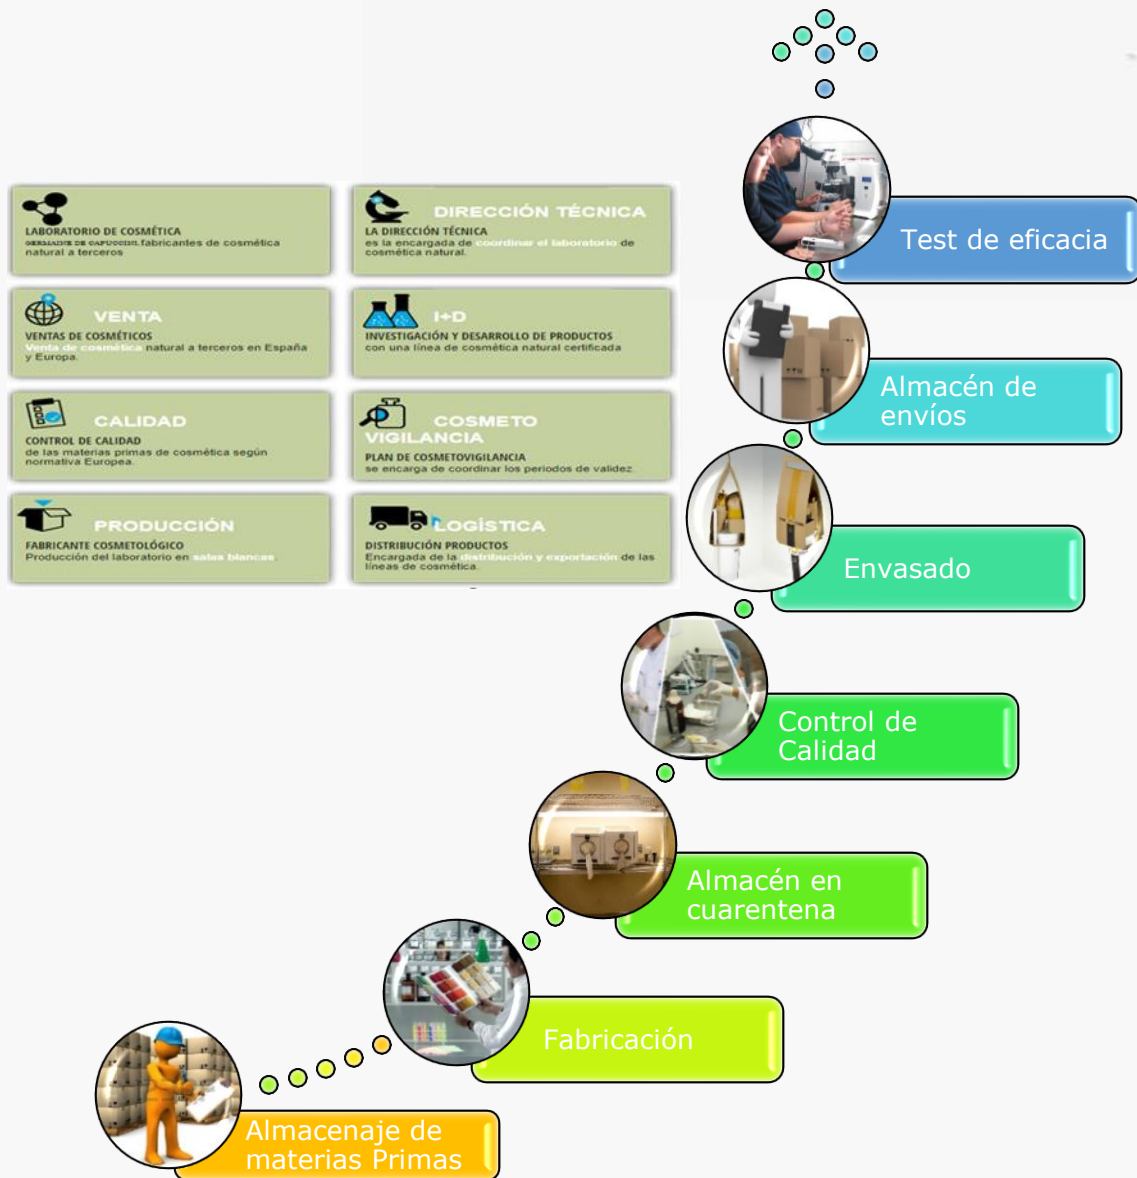 LABORATORIO DE COSMÉTICA
GERMAINE DE CAPUCCINI, fabricantes de cosmética
natural a terceros
DIRECCIÓN TÉCNICA
LA DIRECCIÓN TÉCNICA
es la encargada de coordinar el laboratorio de
cosmética natural.
VENTA
VENTAS DE COSMÉTICOS
Venta de cosmética natural a terceros en España
y Europa.
I+D
INVESTIGACIÓN Y DESARROLLO DE PRODUCTOS
con una línea de cosmética natural certificada
CALIDAD
CONTROL DE CALIDAD
de las materias primas de cosmética según
normativa Europea.
COSMETO
VIGILANCIA
PLAN DE COSMETOVIGILANCIA
se encarga de coordinar los periodos de validez.
PRODUCCIÓN
FABRICANTE COSMETOLÓGICO
Producción del laboratorio en salas blancas.
LOGÍSTICA
DISTRIBUCIÓN PRODUCTOS
Encargada de la distribución y exportación de las
líneas de cosmética.
Test de eficacia
Almacén de
envíos
Envasado
Control de
Calidad
Almacén en
cuarentena
Fabricación
Almacenaje de
materias Primas